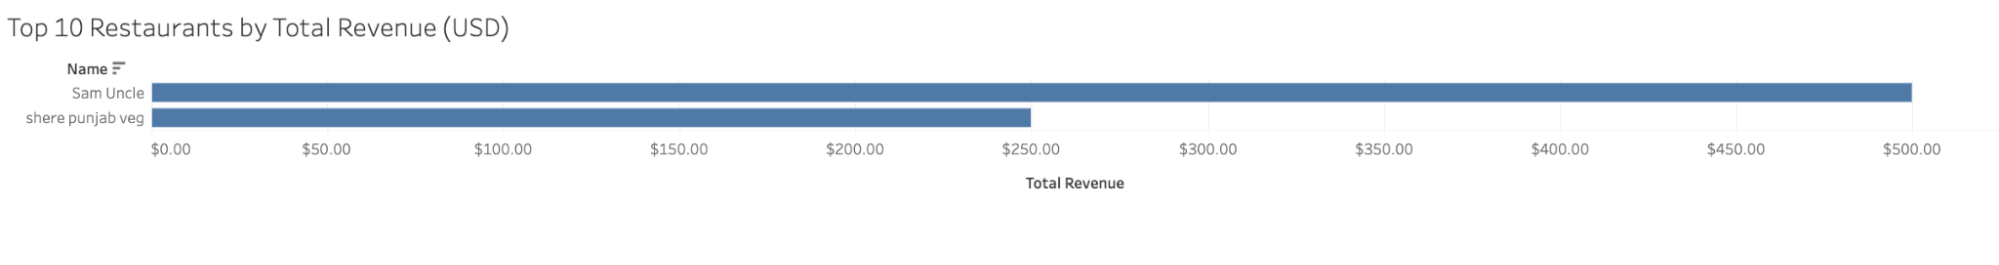 Top 10 Restaurants by Total Revenue (USD)
Name
Sam Uncle
shere punjab veg
$0.00 $50.00 $100.00 $150.00 $200.00 $250.00 $300.00 $350.00 $400.00 $450.00 $500.00
Total Revenue